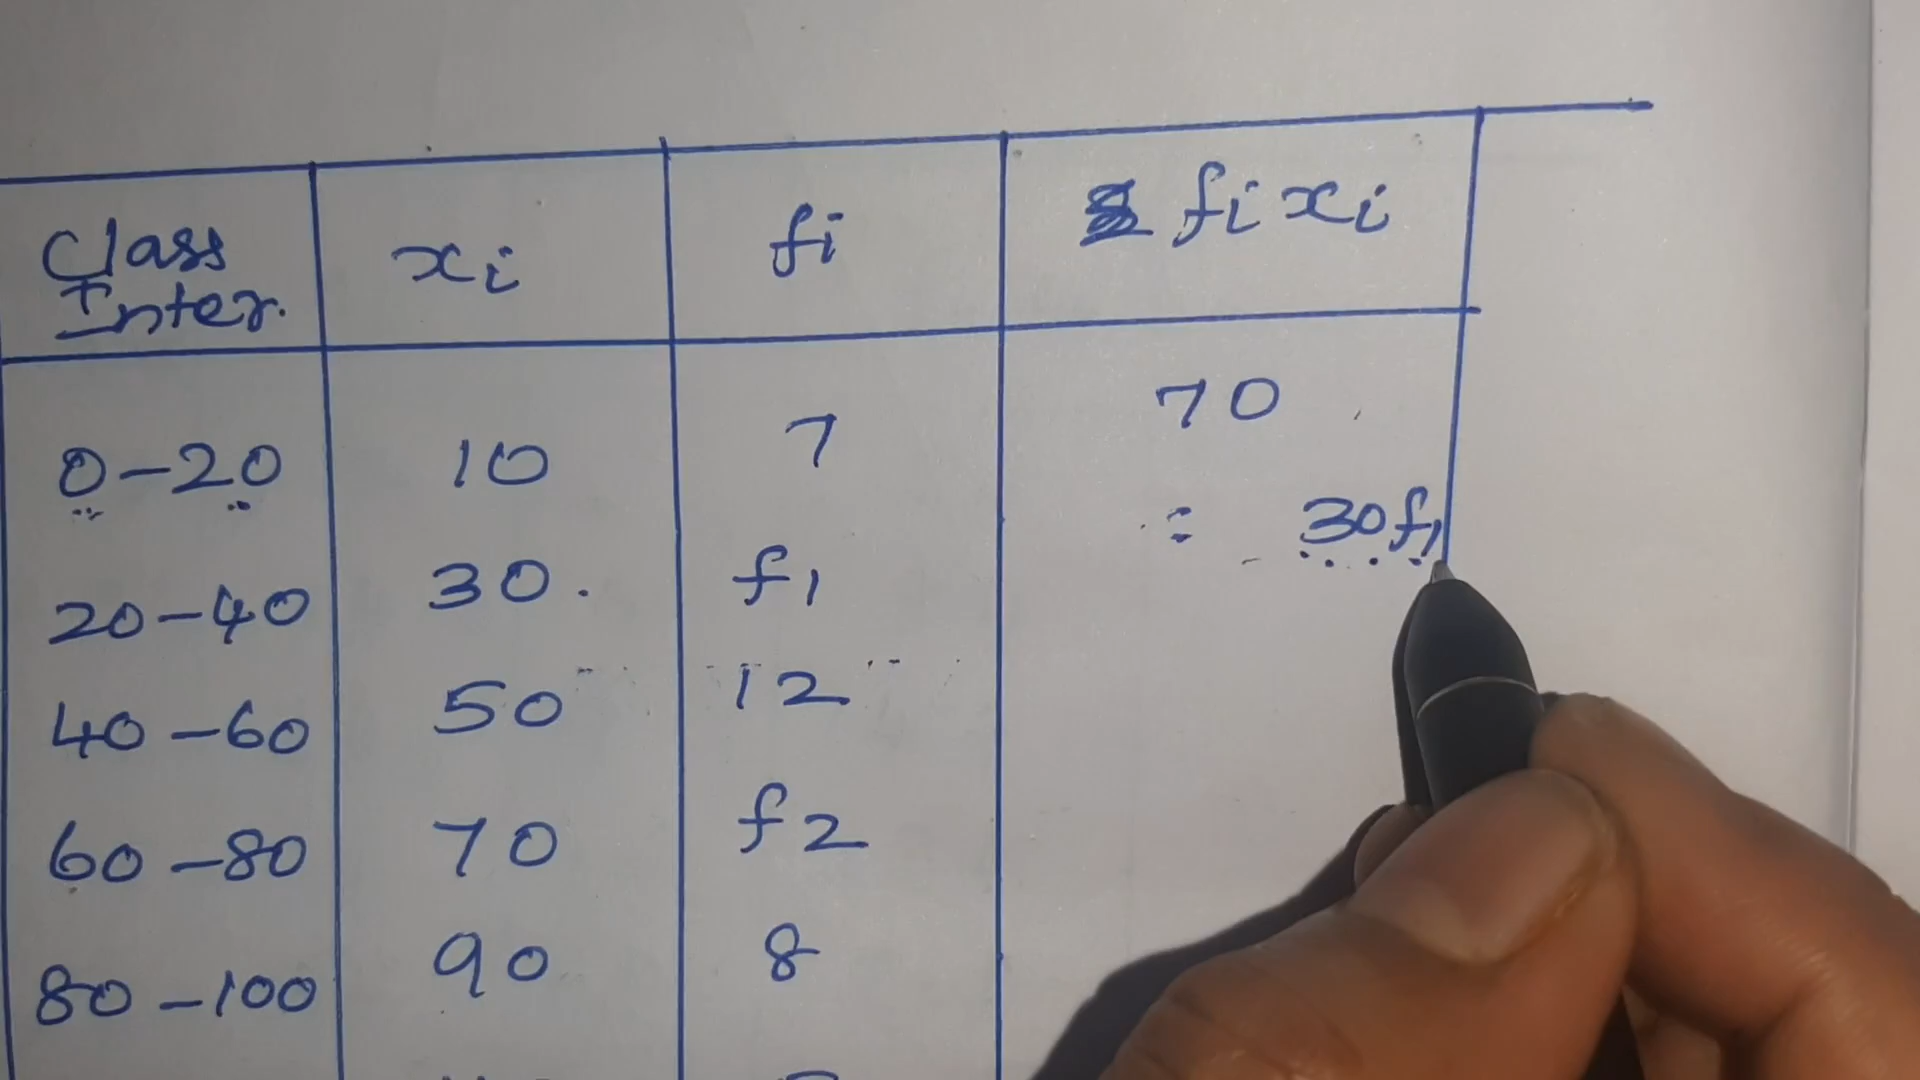 Class Inter. xi fi fixi
0-20 10 7 70
20-40 30. f1 = 30f1
40-60 50 12
60-80 70 f2
80-100 90 8